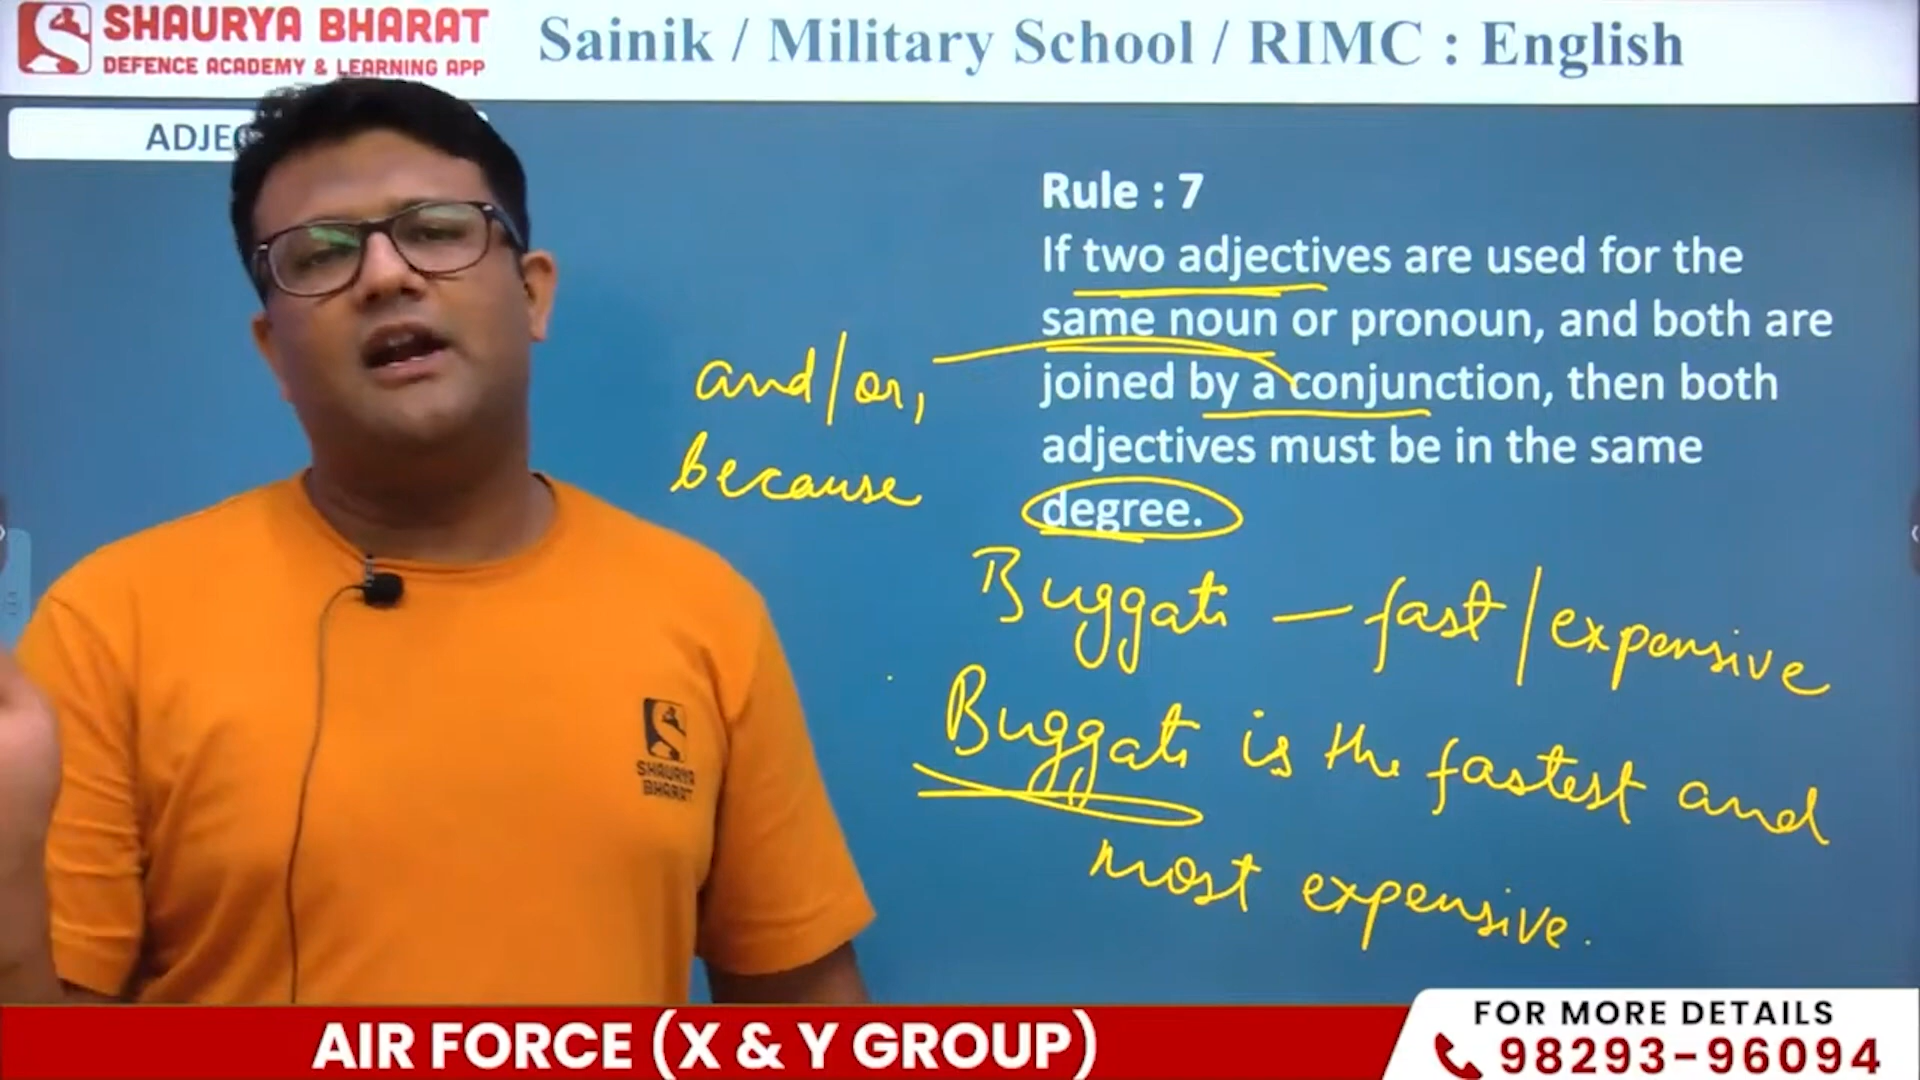 SHAURYA BHARAT
DEFENCE ACADEMY & LEARNING APP
Sainik / Military School / RIMC : English
ADJE
Rule : 7
If two adjectives are used for the
same noun or pronoun, and both are
joined by a conjunction, then both
adjectives must be in the same
degree.
and/or,
because
Buggati — fast/expensive
Buggati is the fastest and
most expensive.
SHAURYA
BHARAT
AIR FORCE (X & Y GROUP)
FOR MORE DETAILS
98293-96094